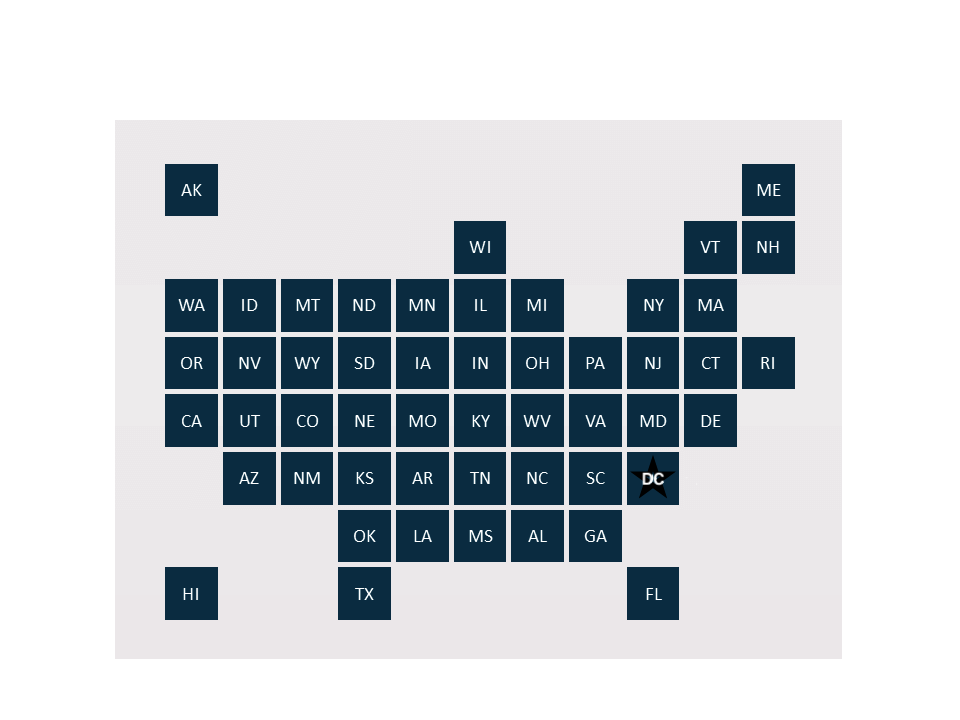 AK ME
WI VT NH
WA ID MT ND MN IL MI NY MA
OR NV WY SD IA IN OH PA NJ CT RI
CA UT CO NE MO KY WV VA MD DE
AZ NM KS AR TN NC SC DC
OK LA MS AL GA
HI TX FL